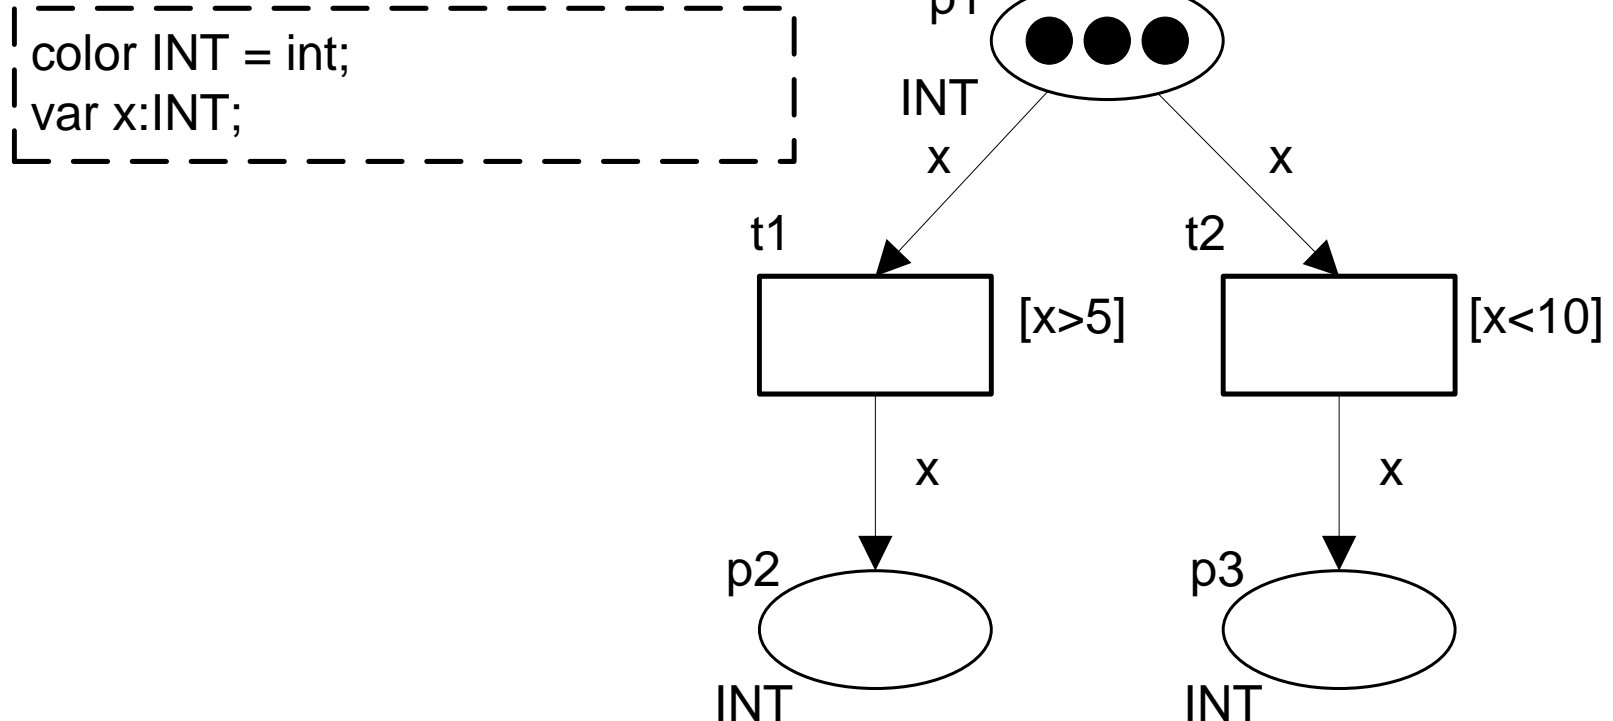 color INT = int;
var x:INT;
p1
INT
x
x
t1
t2
[x>5]
[x<10]
x
x
p2
p3
INT
INT